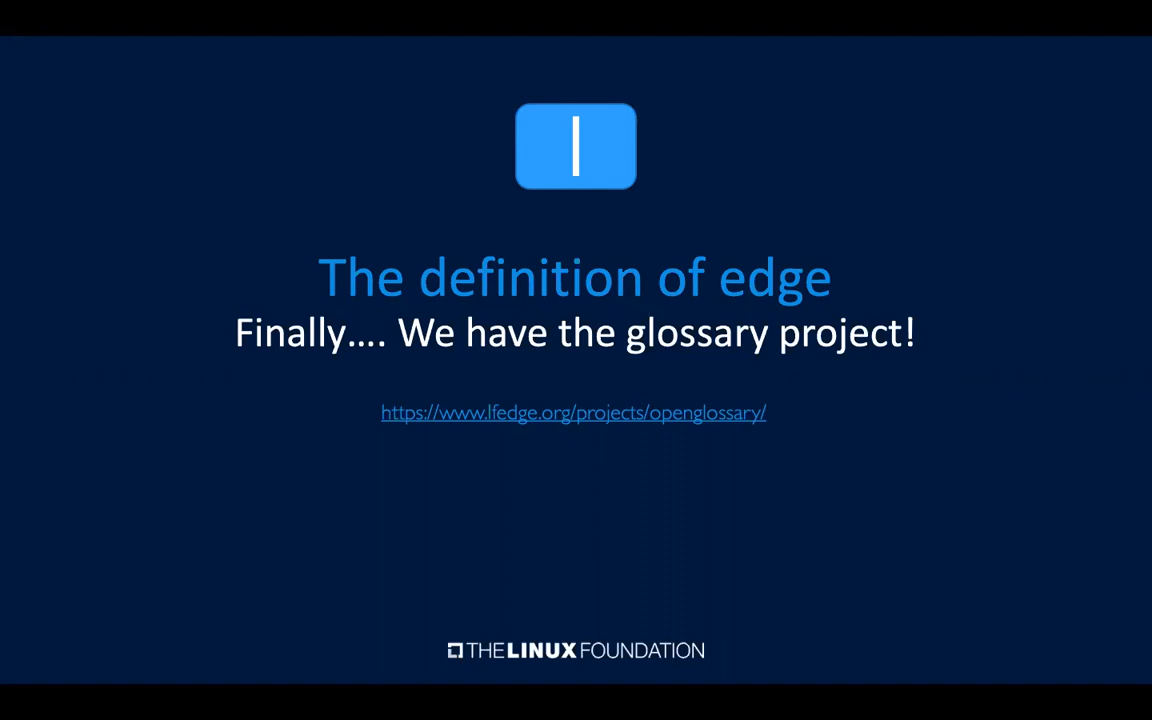 1
The definition of edge
Finally…. We have the glossary project!
https://www.lfedge.org/projects/openglossary/
THE LINUX FOUNDATION